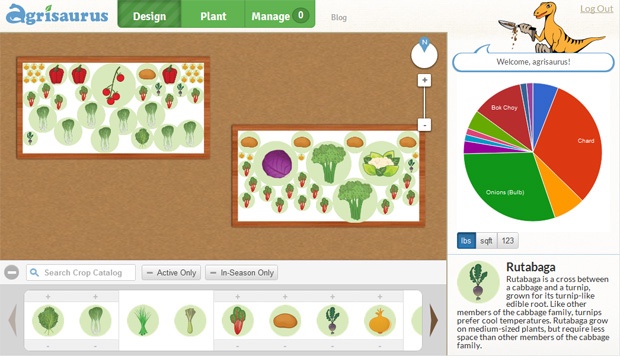 Agrisaurus
Design
Plant
Manage 0
Blog
Log Out
N
Welcome, agrisaurus!
+
-
Bok Choy
Chard
Onions (Bulb)
lbs sqft 123
Search Crop Catalog
Active Only
In-Season Only
Rutabaga
Rutabaga is a cross between
a cabbage and a turnip,
grown for its turnip-like
edible root. Like other
members of the cabbage family, turnips
prefer cool temperatures. Rutabaga grow
on medium-sized plants, but require less
space than other members of the cabbage
family.